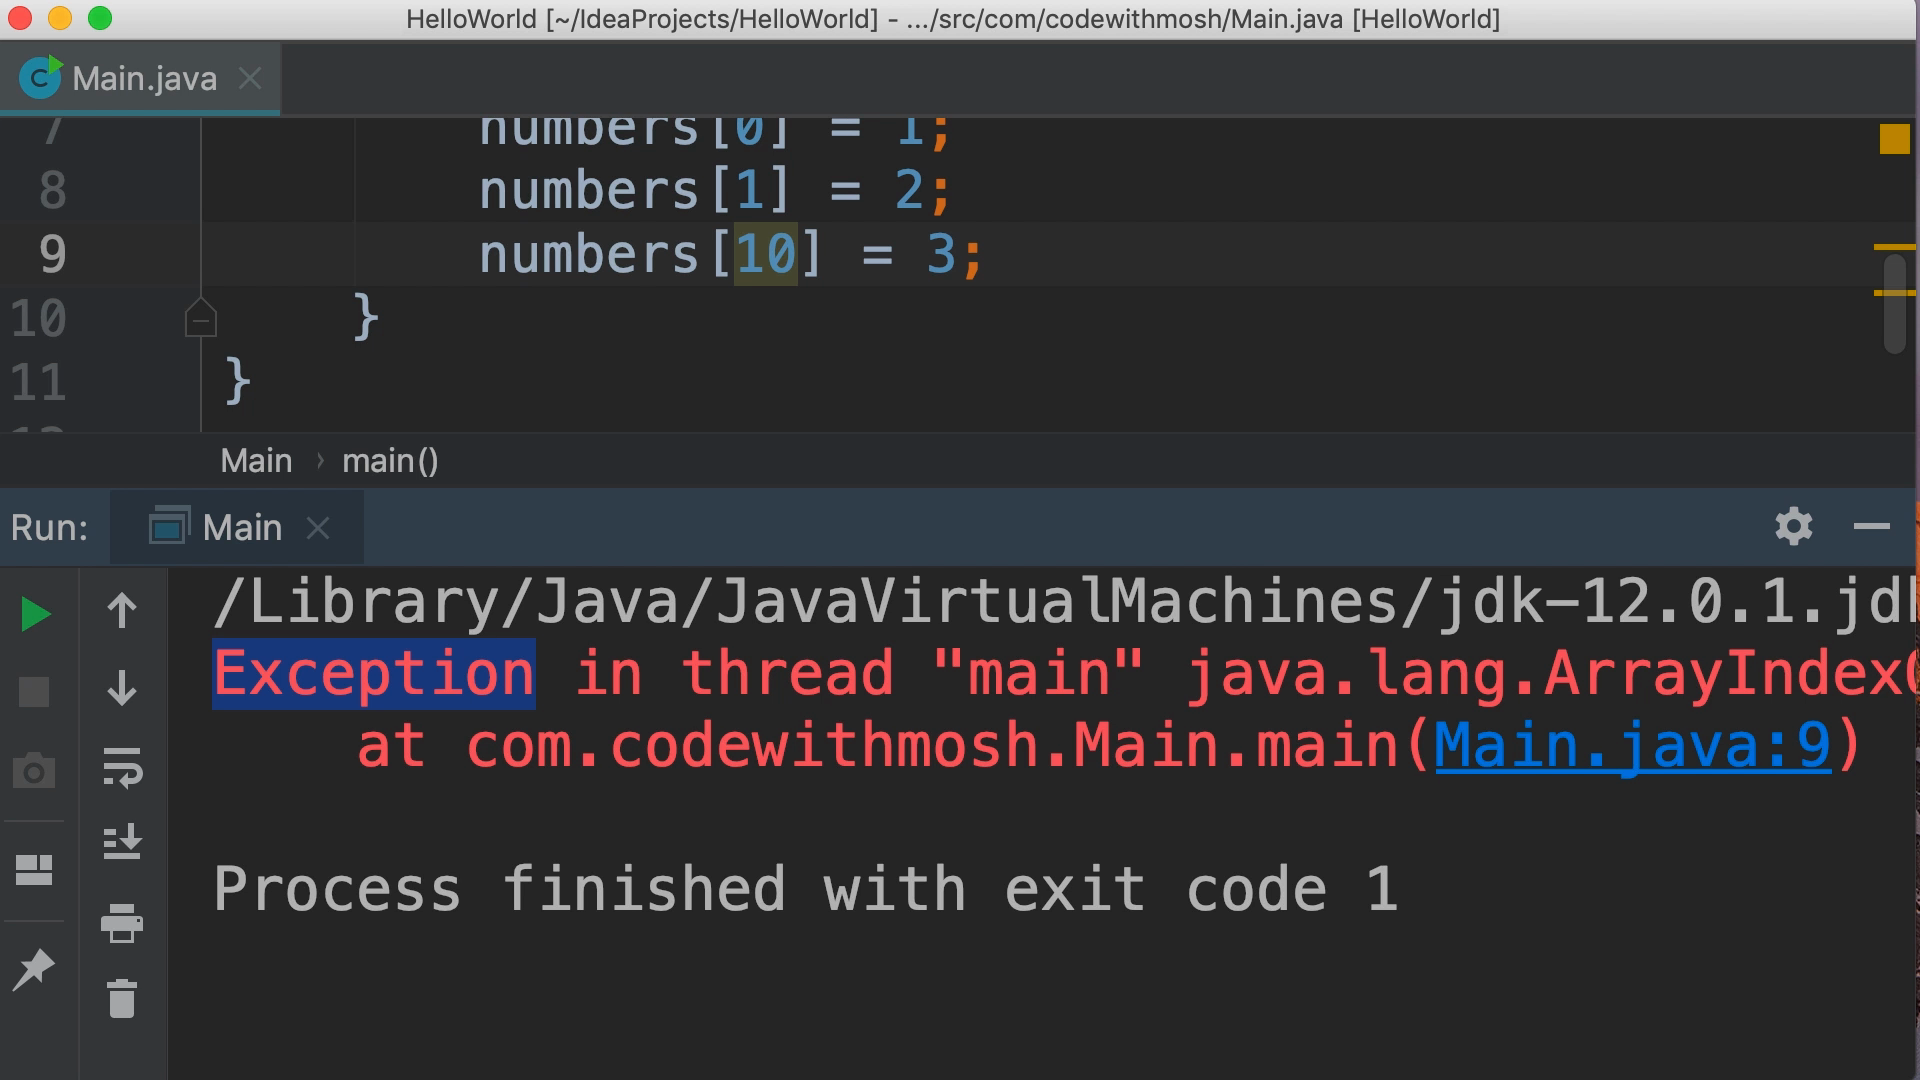 HelloWorld [~/IdeaProjects/HelloWorld] - .../src/com/codewithmosh/Main.java [HelloWorld]
C Main.java
7 numbers[0] = 1;
8 numbers[1] = 2;
9 numbers[10] = 3;
10 }
11 }
Main › main()
Run: Main
/Library/Java/JavaVirtualMachines/jdk-12.0.1.jd
Exception in thread "main" java.lang.ArrayIndex
at com.codewithmosh.Main.main(Main.java:9)
Process finished with exit code 1